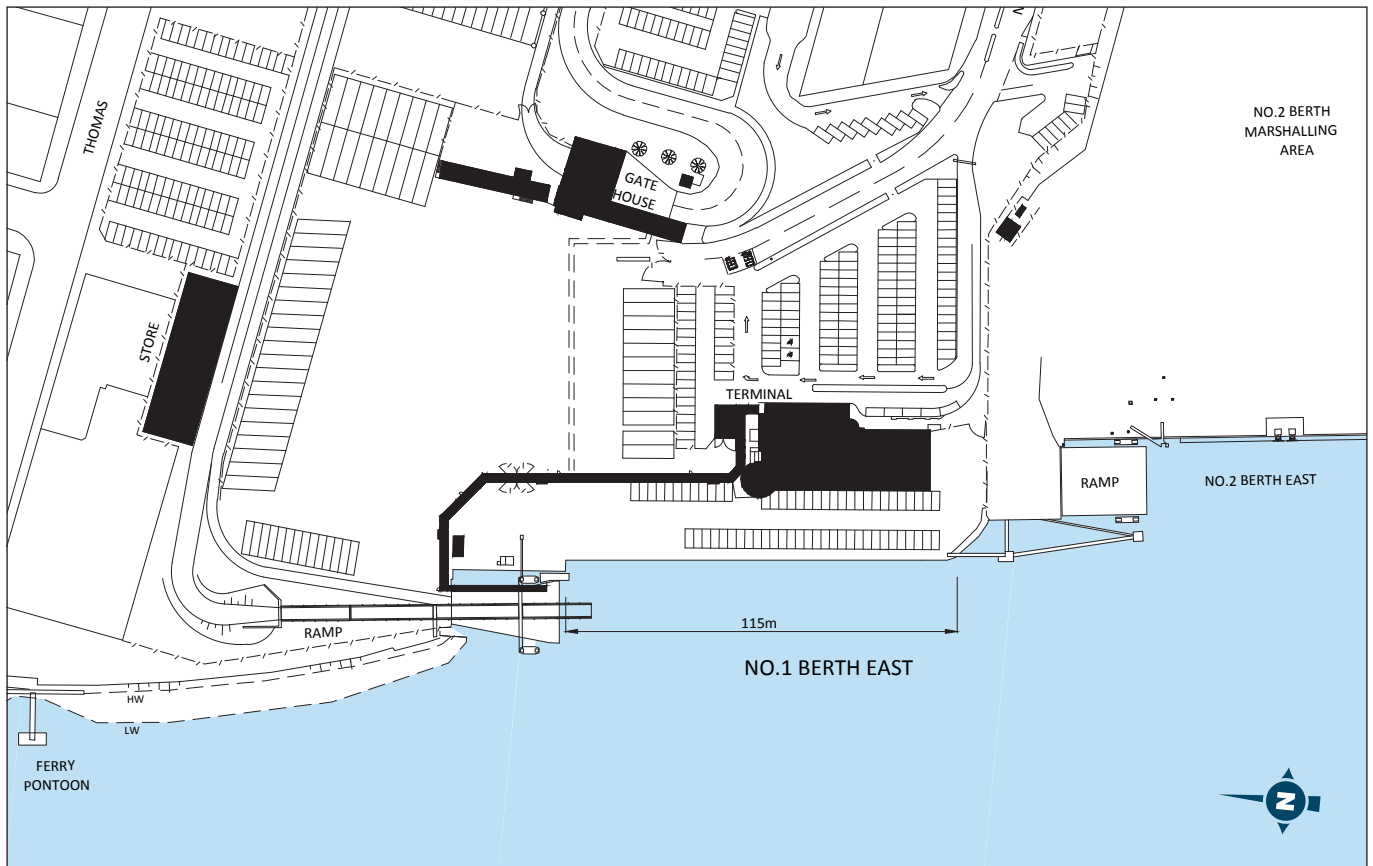 THOMAS
STORE
GATE
HOUSE
NO.2 BERTH
MARSHALLING
AREA
TERMINAL
RAMP
NO.2 BERTH EAST
115m
RAMP
NO.1 BERTH EAST
HW
LW
FERRY
PONTOON
N